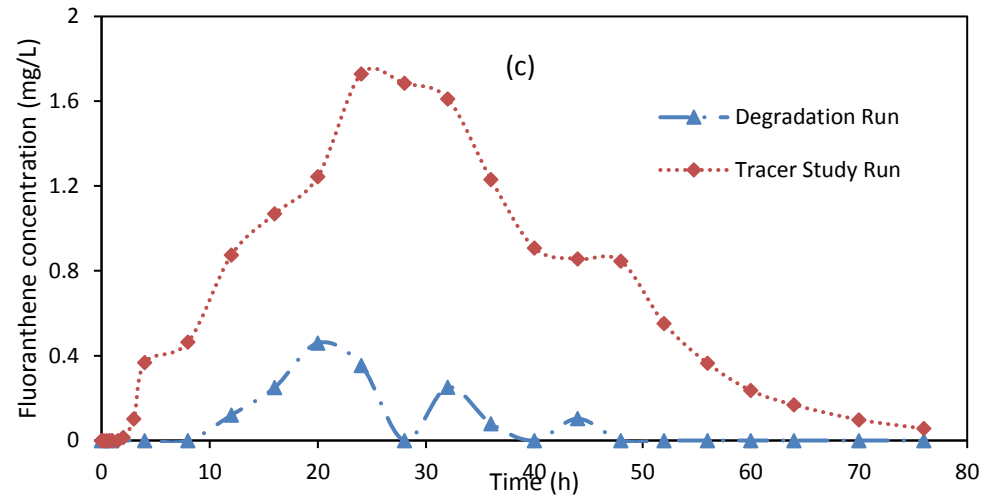 2
1.6
1.2
0.8
0.4
0
Fluoranthene concentration (mg/L)
(c)
Degradation Run
Tracer Study Run
0 10 20 30 40 50 60 70 80
Time (h)